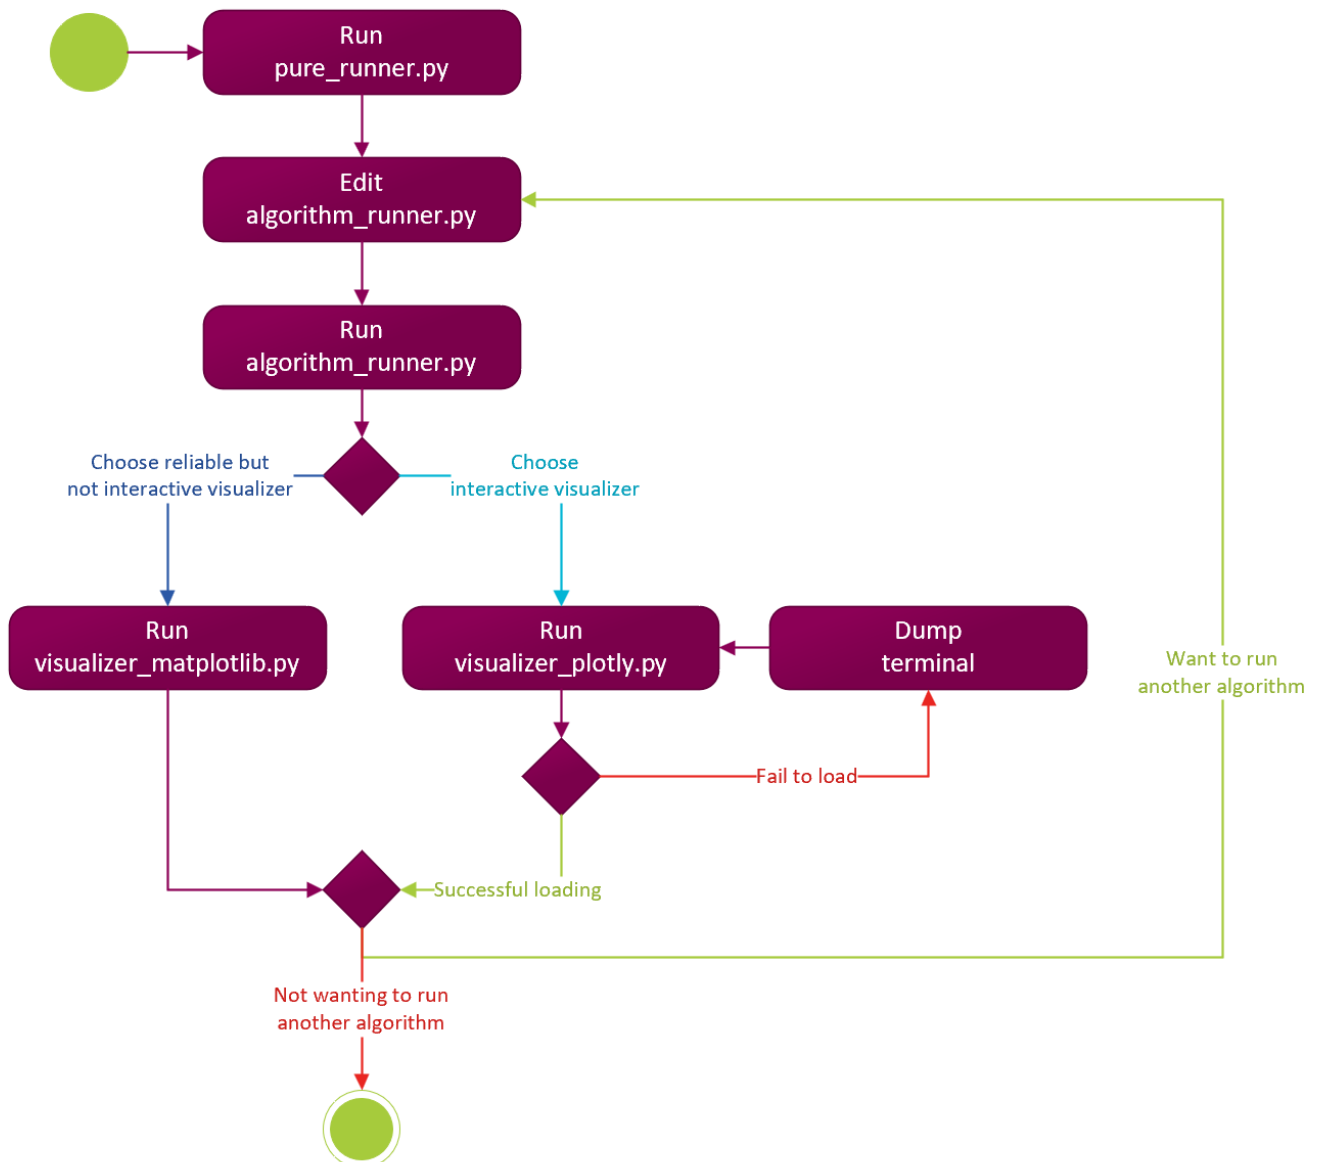 Run
pure_runner.py
Edit
algorithm_runner.py
Run
algorithm_runner.py
Choose reliable but
not interactive visualizer
Choose
interactive visualizer
Run
visualizer_matplotlib.py
Run
visualizer_plotly.py
Dump
terminal
Want to run
another algorithm
Fail to load
Successful loading
Not wanting to run
another algorithm